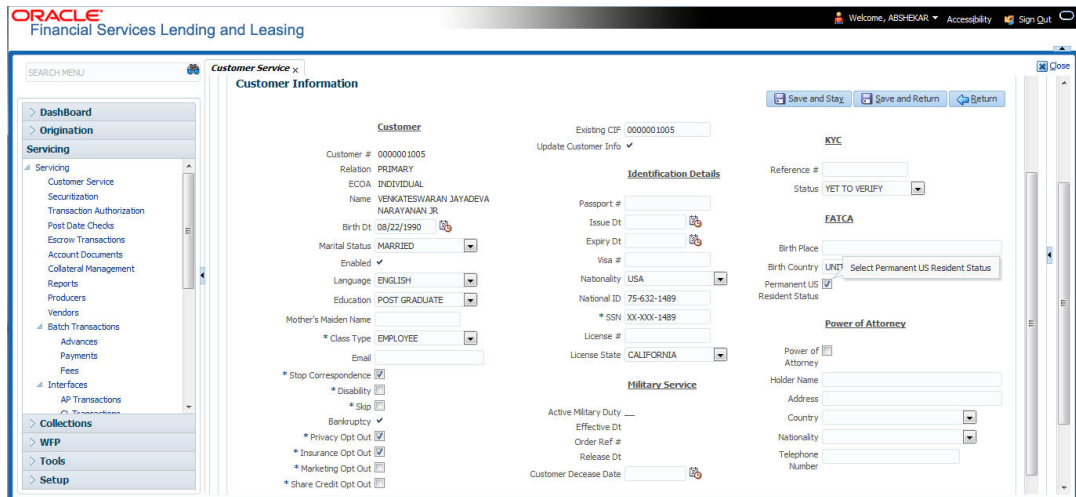 ORACLE
Financial Services Lending and Leasing
Welcome, ABSHEKAR
Accessibility
Sign Out
SEARCH MENU
Customer Service
Close
DashBoard
Origination
Servicing
Servicing
Customer Service
Securitization
Transaction Authorization
Post Date Checks
Escrow Transactions
Account Documents
Collateral Management
Reports
Producers
Vendors
Batch Transactions
Advances
Payments
Fees
Interfaces
AP Transactions
GL Transactions
Collections
WFP
Tools
Setup
Customer Information
Save and Stay
Save and Return
Return
Customer
Customer # 0000001005
Relation PRIMARY
ECOA INDIVIDUAL
Name VENKATESWARAN JAYADEVA
NARAYANAN JR
Birth Dt 08/22/1990
Marital Status MARRIED
Enabled
Language ENGLISH
Education POST GRADUATE
Mother's Maiden Name
* Class Type EMPLOYEE
Email
* Stop Correspondence
* Disability
* Skip
Bankruptcy
* Privacy Opt Out
* Insurance Opt Out
* Marketing Opt Out
* Share Credit Opt Out
Existing CIF 0000001005
Update Customer Info
Identification Details
Passport #
Issue Dt
Expiry Dt
Visa #
Nationality USA
National ID 75-632-1489
* SSN XX-XXX-1489
License #
License State CALIFORNIA
Military Service
Active Military Duty
Effective Dt
Order Ref #
Release Dt
Customer Decease Date
KYC
Reference #
Status YET TO VERIFY
FATCA
Birth Place
Birth Country
Select Permanent US Resident Status
Permanent US
Resident Status
Power of Attorney
Power of
Attorney
Holder Name
Address
Country
Nationality
Telephone
Number